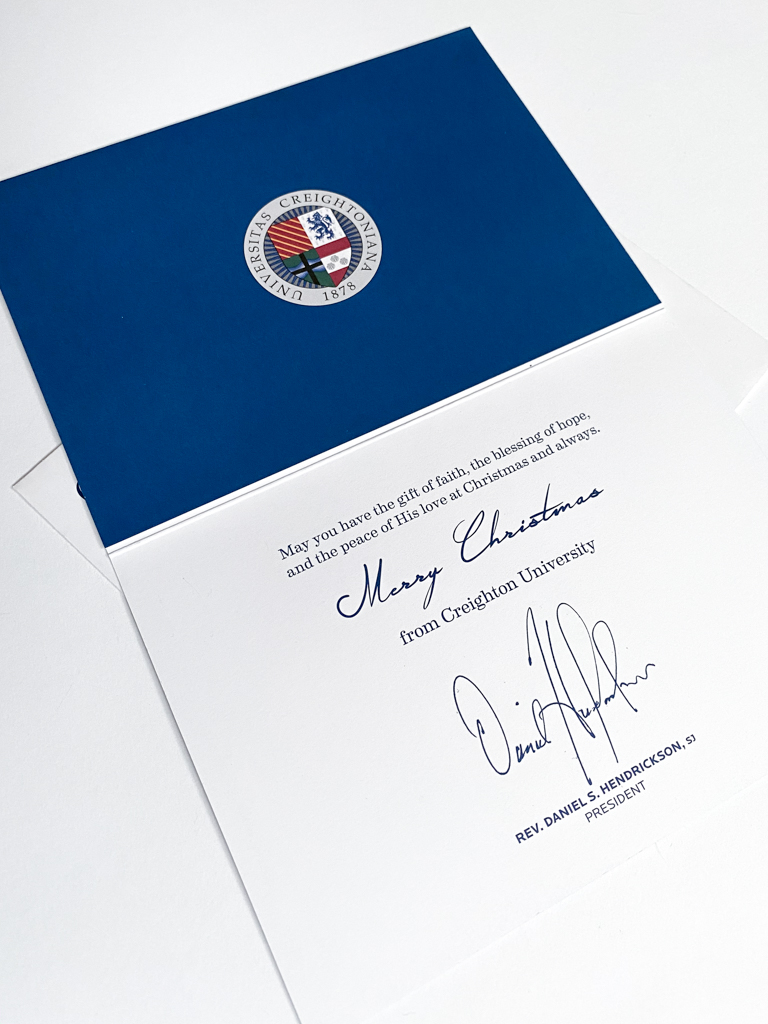 UNIVERSITAS CREIGHTONIANA
1878
May you have the gift of faith, the blessing of hope,
and the peace of His love at Christmas and always.
Merry Christmas
from Creighton University
Daniel Hendrickson
REV. DANIEL S. HENDRICKSON, SJ
PRESIDENT